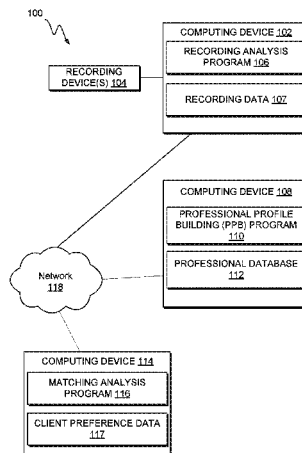 100
COMPUTING DEVICE 102
RECORDING ANALYSIS
PROGRAM
106
RECORDING
DEVICE(S) 104
RECORDING DATA
107
COMPUTING DEVICE 108
PROFESSIONAL PROFILE
BUILDING (PPB) PROGRAM
110
PROFESSIONAL DATABASE
112
Network
118
COMPUTING DEVICE 114
MATCHING ANALYSIS
PROGRAM 116
CLIENT PREFERENCE DATA
117